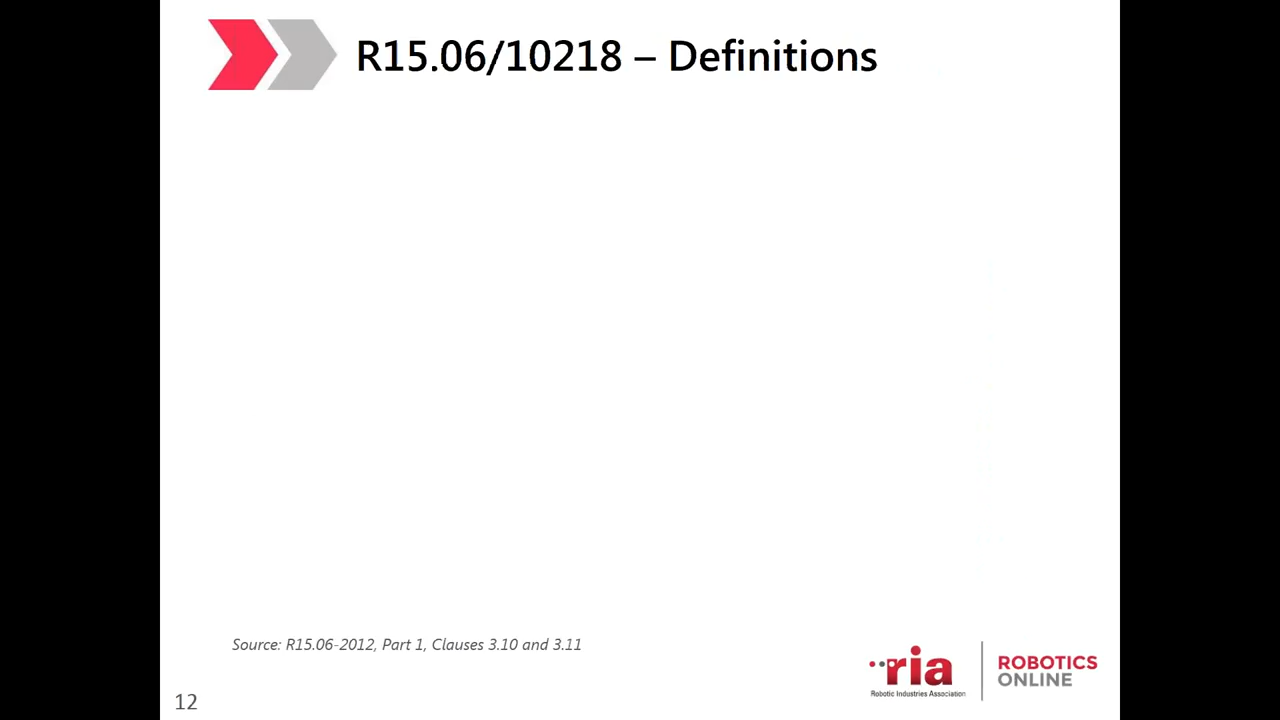 R15.06/10218 – Definitions
Source: R15.06-2012, Part 1, Clauses 3.10 and 3.11
ria
Robotic Industries Association
ROBOTICS
ONLINE
12